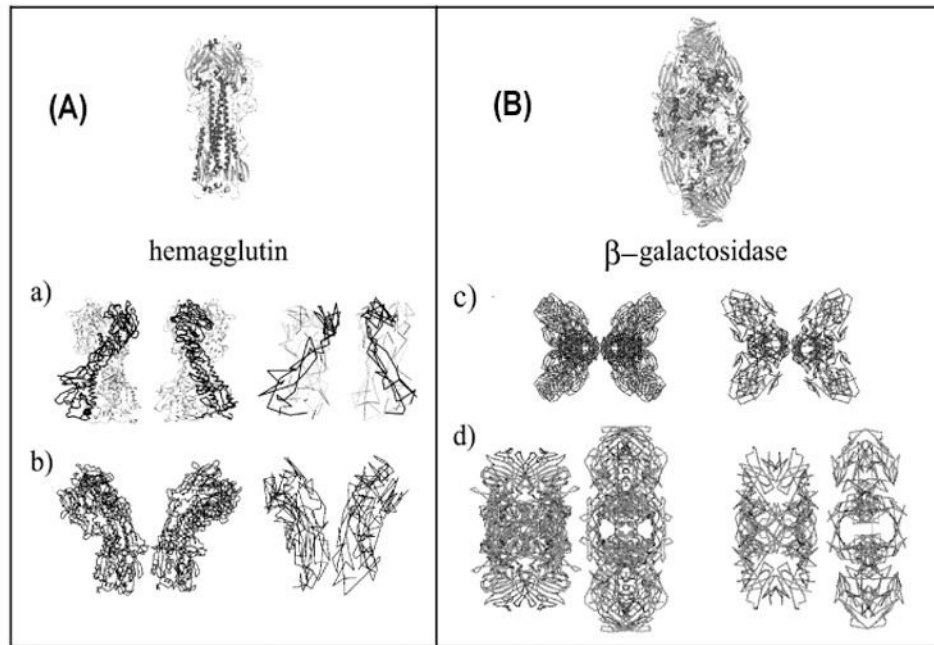 (A)
hemagglutin
a)
b)
(B)
β–galactosidase
c)
d)